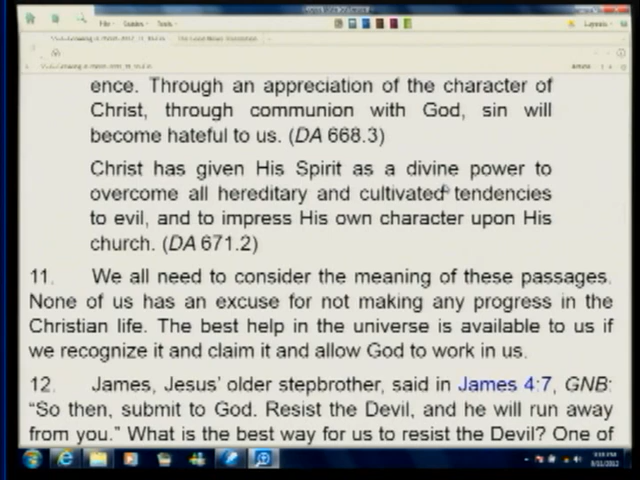 File
Guides
Tools
Layouts
ence. Through an appreciation of the character of
Christ, through communion with God, sin will
become hateful to us. (DA 668.3)
Christ has given His Spirit as a divine power to
overcome all hereditary and cultivated tendencies
to evil, and to impress His own character upon His
church. (DA 671.2)
11. We all need to consider the meaning of these passages.
None of us has an excuse for not making any progress in the
Christian life. The best help in the universe is available to us if
we recognize it and claim it and allow God to work in us.
12. James, Jesus' older stepbrother, said in James 4:7, GNB:
“So then, submit to God. Resist the Devil, and he will run away
from you.” What is the best way for us to resist the Devil? One of